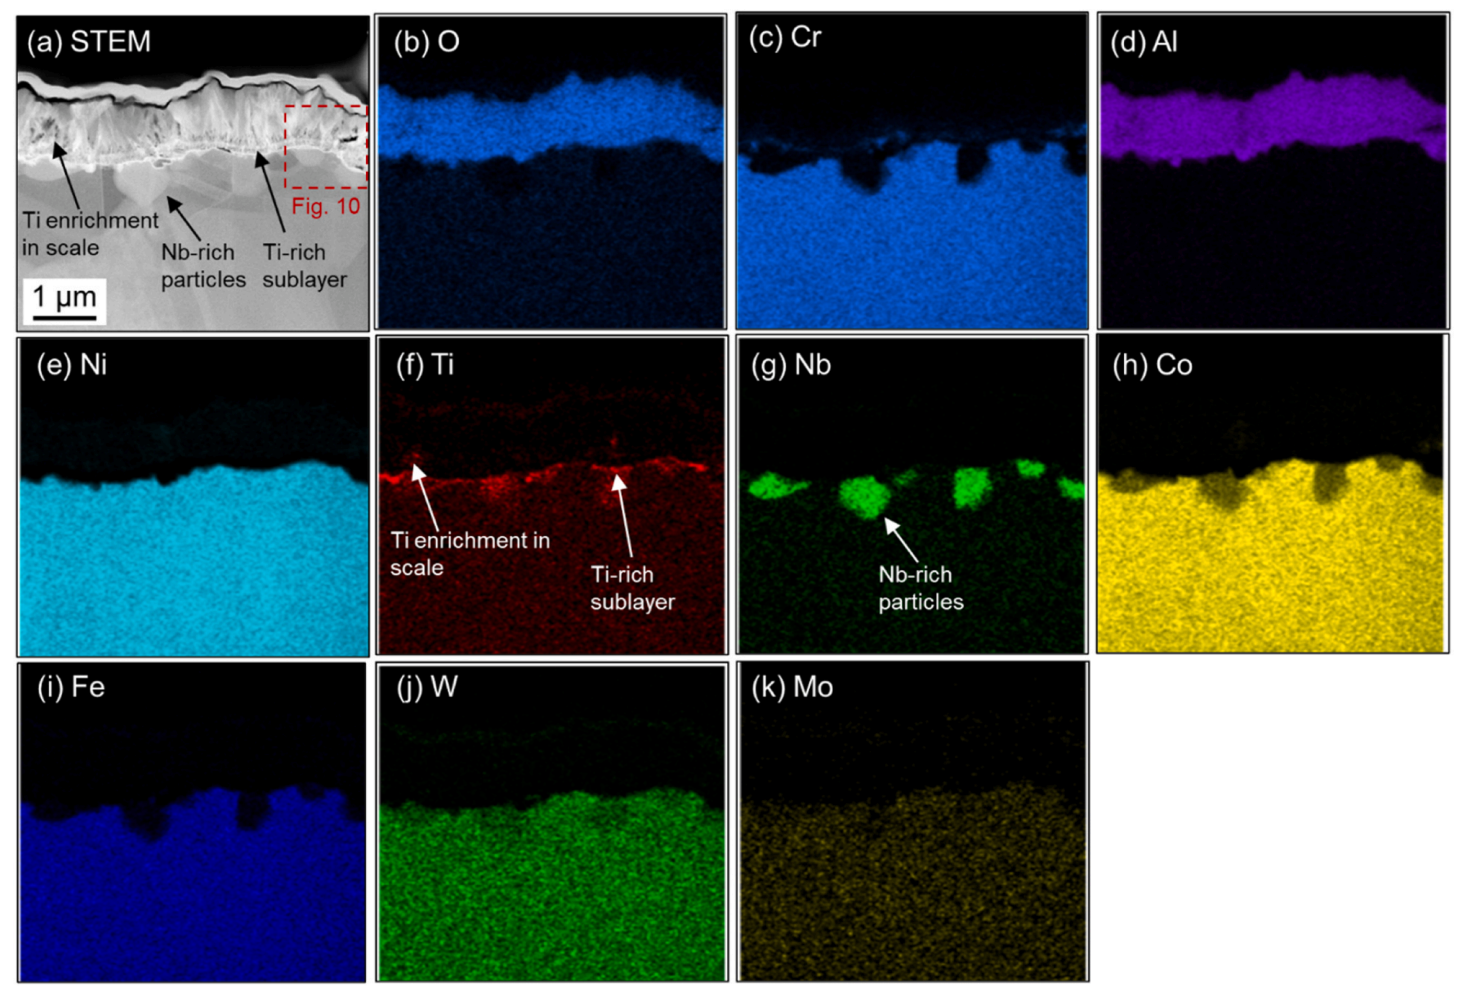 (a) STEM
Ti enrichment
in scale
Nb-rich
particles
Ti-rich
sublayer
Fig. 10
1 μm
(b) O
(c) Cr
(d) Al
(e) Ni
(f) Ti
Ti enrichment in
scale
Ti-rich
sublayer
(g) Nb
Nb-rich
particles
(h) Co
(i) Fe
(j) W
(k) Mo